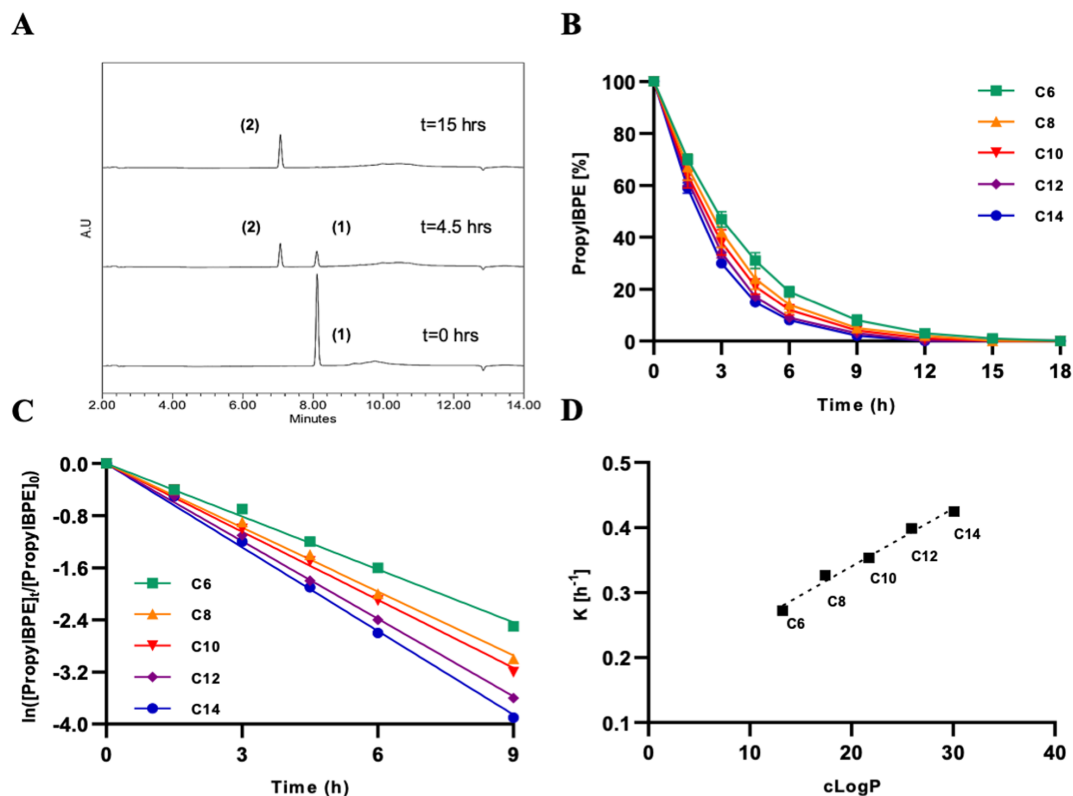 A
(2)
t=15 hrs
(2)
(1)
t=4.5 hrs
(1)
t=0 hrs
A.U
2.00
4.00
6.00
8.00
10.00
12.00
14.00
Minutes
B
PropylBPE [%]
100
80
60
40
20
0
0
3
6
9
12
15
18
Time (h)
C6
C8
C10
C12
C14
C
ln([PropylBPE]t/[PropylBPE]0)
0.0
-0.8
-1.6
-2.4
-3.2
-4.0
C6
C8
C10
C12
C14
0
3
6
9
Time (h)
D
K [h-1]
0.5
0.4
0.3
0.2
0.1
C6
C8
C10
C12
C14
0
10
20
30
40
cLogP